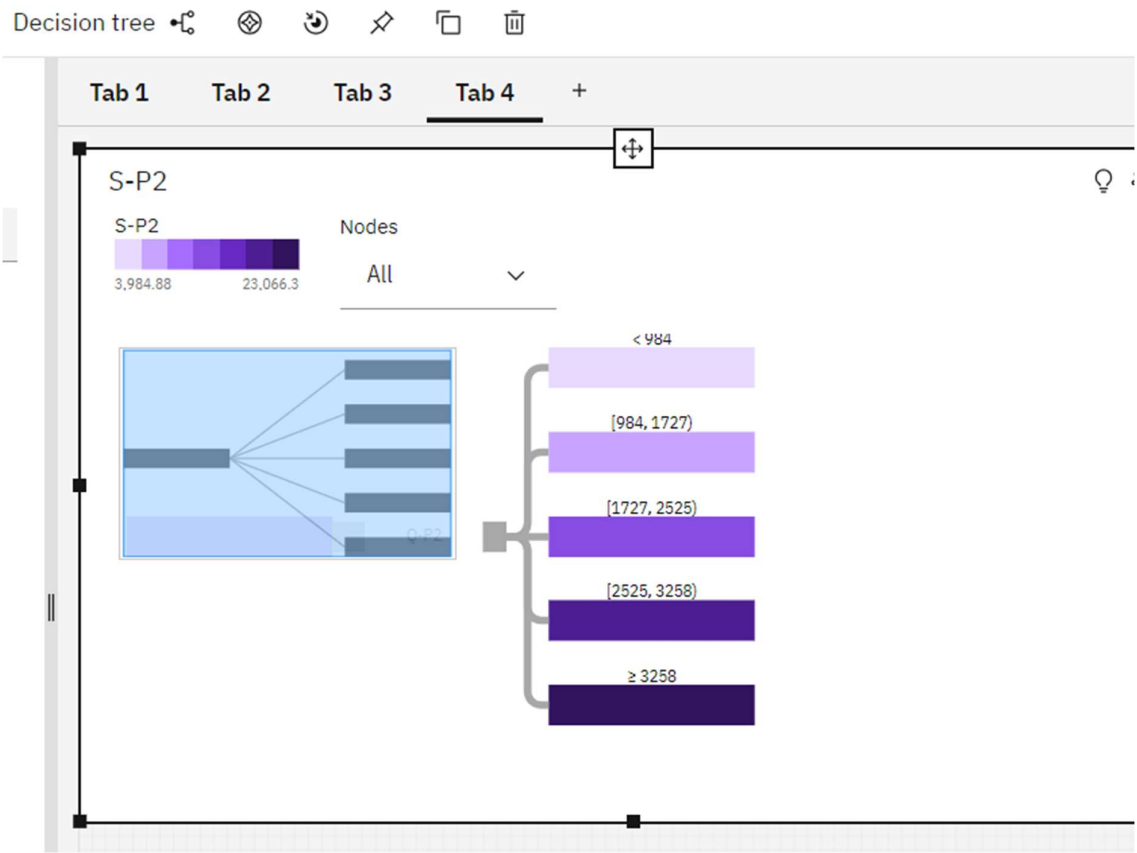 Decision tree
Tab 1 Tab 2 Tab 3 Tab 4 +
S-P2
S-P2
3,984.88 23,066.3
Nodes
All
< 984
[984, 1727)
[1727, 2525)
[2525, 3258)
≥ 3258
Q-P2